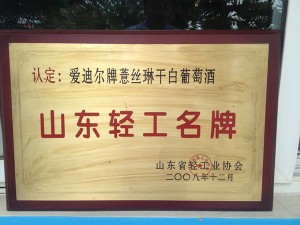 认定：爱迪尔牌薏丝琳干白葡萄酒
山东轻工名牌
山东省轻工业协会
二〇〇八年十二月